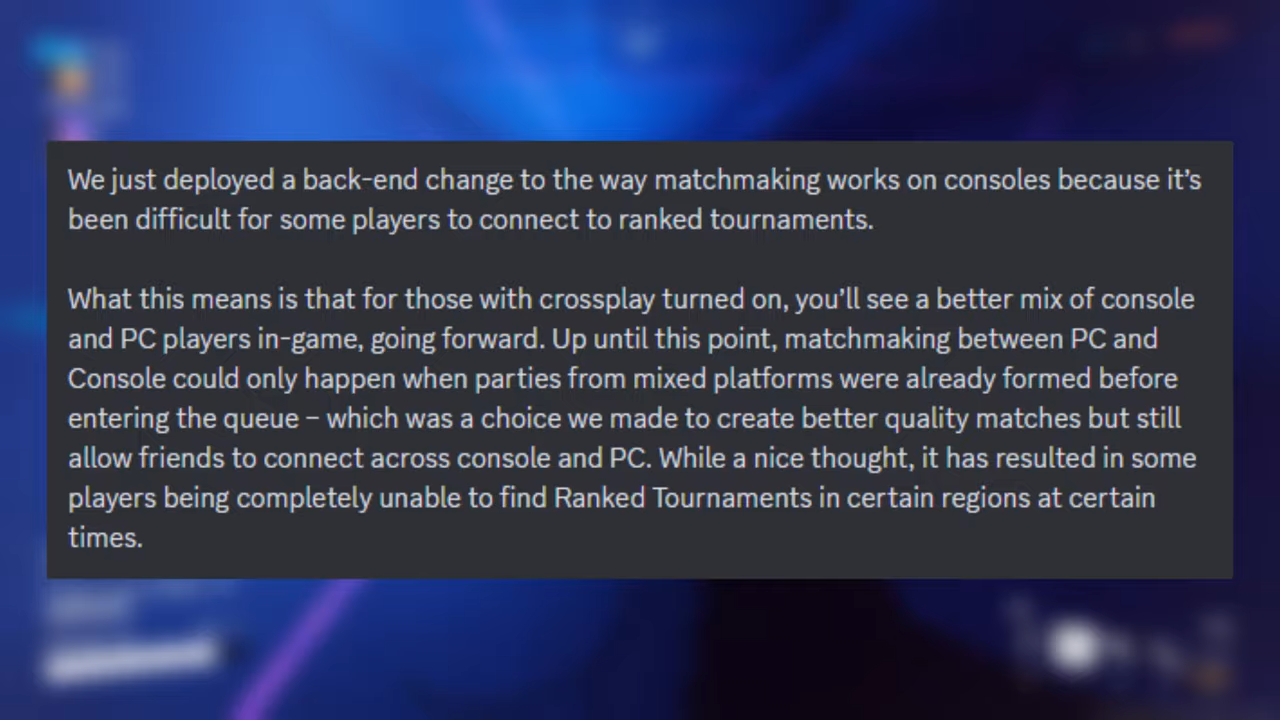 We just deployed a back-end change to the way matchmaking works on consoles because it’s
been difficult for some players to connect to ranked tournaments.
What this means is that for those with crossplay turned on, you’ll see a better mix of console
and PC players in-game, going forward. Up until this point, matchmaking between PC and
Console could only happen when parties from mixed platforms were already formed before
entering the queue – which was a choice we made to create better quality matches but still
allow friends to connect across console and PC. While a nice thought, it has resulted in some
players being completely unable to find Ranked Tournaments in certain regions at certain
times.